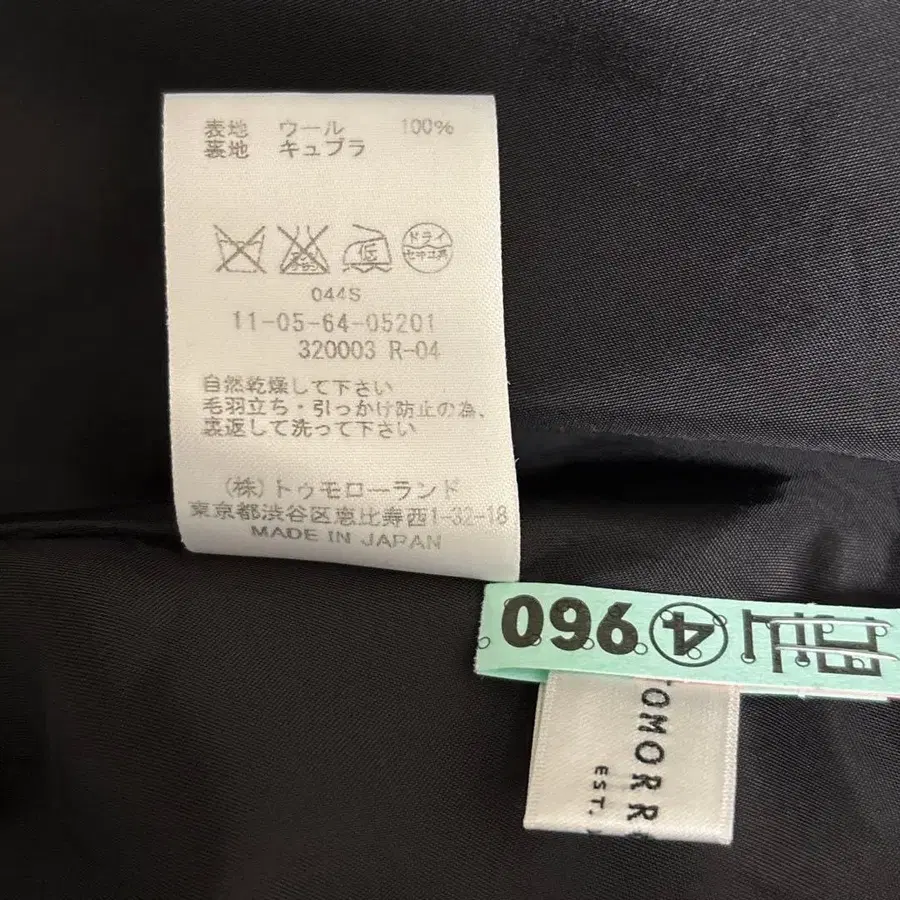 表地 ウール 100%
裏地 キュプラ
低
ドライ
セキユ系
044S
11-05-64-05201
320003 R-04
自然乾燥して下さい
毛羽立ち・引っかけ防止の為、
裏返して洗って下さい
(株)トゥモローランド
東京都渋谷区恵比寿西1-32-18
MADE IN JAPAN
096 4
TOMORR
EST.